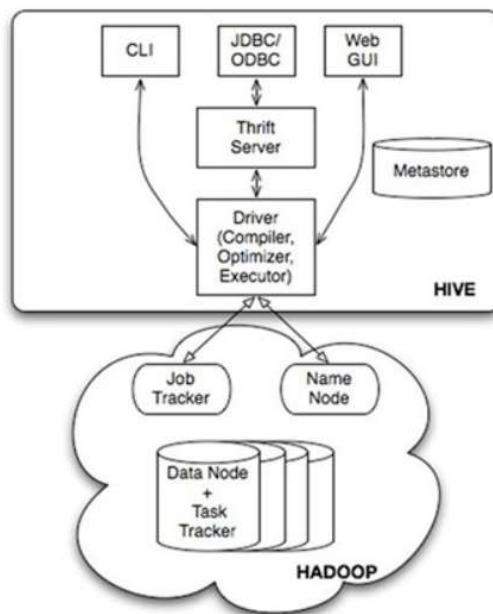 CLI
JDBC/
ODBC
Web
GUI
Thrift
Server
Metastore
Driver
(Compiler,
Optimizer,
Executor)
HIVE
Job
Tracker
Name
Node
Data Node
+
Task
Tracker
HADOOP